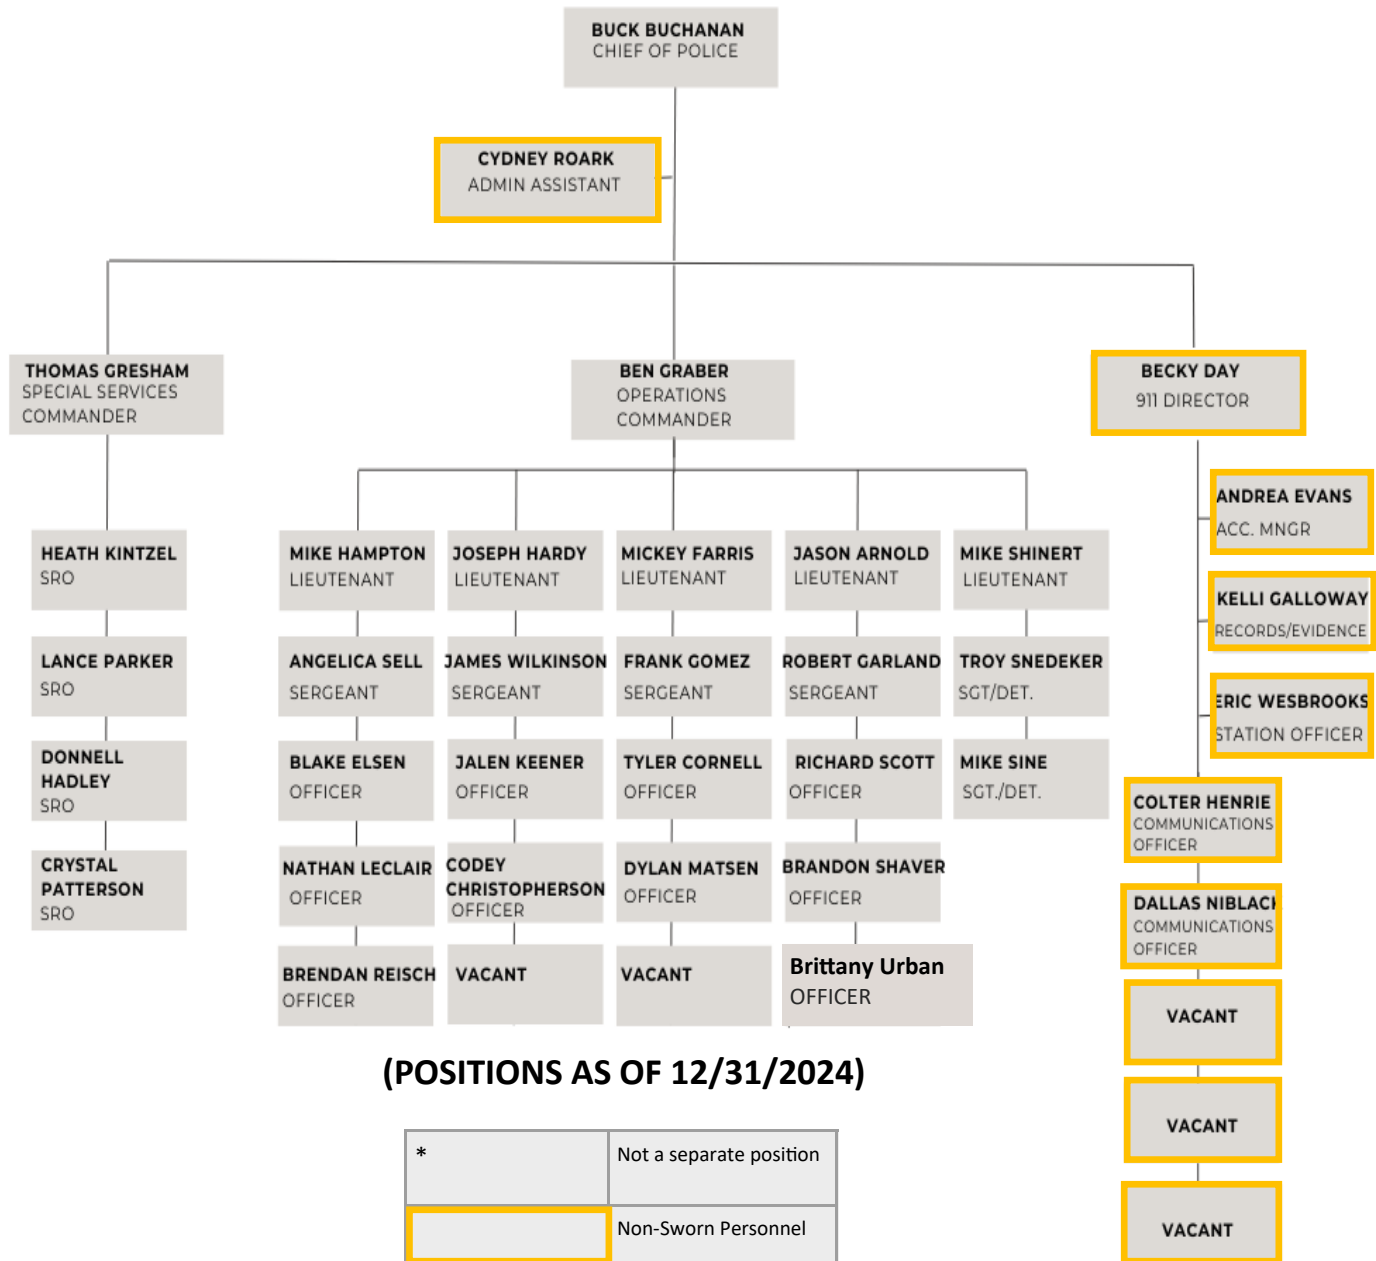 BUCK BUCHANAN
CHIEF OF POLICE
CYDNEY ROARK
ADMIN ASSISTANT
THOMAS GRESHAM
SPECIAL SERVICES
COMMANDER
BEN GRABER
OPERATIONS
COMMANDER
BECKY DAY
911 DIRECTOR
HEATH KINTZEL
SRO
LANCE PARKER
SRO
DONNELL
HADLEY
SRO
CRYSTAL
PATTERSON
SRO
MIKE HAMPTON
LIEUTENANT
ANGELICA SELL
SERGEANT
BLAKE ELSEN
OFFICER
NATHAN LECLAIR
OFFICER
BRENDAN REISCH
OFFICER
JOSEPH HARDY
LIEUTENANT
JAMES WILKINSON
SERGEANT
JALEN KEENER
OFFICER
CODEY
CHRISTOPHERSON
OFFICER
VACANT
MICKEY FARRIS
LIEUTENANT
FRANK GOMEZ
SERGEANT
TYLER CORNELL
OFFICER
DYLAN MATSEN
OFFICER
VACANT
JASON ARNOLD
LIEUTENANT
ROBERT GARLAND
SERGEANT
RICHARD SCOTT
OFFICER
BRANDON SHAVER
OFFICER
Brittany Urban
OFFICER
MIKE SHINERT
LIEUTENANT
TROY SNEDEKER
SGT/DET.
MIKE SINE
SGT./DET.
ANDREA EVANS
ACC. MNGR
KELLI GALLOWAY
RECORDS/EVIDENCE
ERIC WESBROOKS
STATION OFFICER
COLTER HENRIE
COMMUNICATIONS
OFFICER
DALLAS NIBLACK
COMMUNICATIONS
OFFICER
VACANT
VACANT
VACANT
(POSITIONS AS OF 12/31/2024)
* Not a separate position
Non-Sworn Personnel